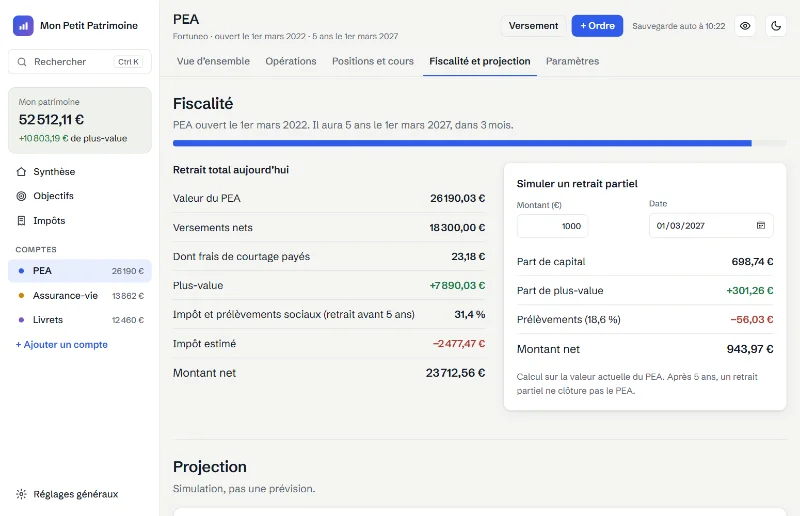 Mon Petit Patrimoine
Rechercher Ctrl K
Mon patrimoine
52 512,11 €
+10 803,19 € de plus-value
Synthèse
Objectifs
Impôts
COMPTES
PEA 26 190 €
Assurance-vie 13 862 €
Livrets 12 460 €
+ Ajouter un compte
Réglages généraux
PEA
Fortuneo · ouvert le 1er mars 2022 · 5 ans le 1er mars 2027
Versement
+ Ordre
Sauvegarde auto à 10:22
Vue d'ensemble Opérations Positions et cours Fiscalité et projection Paramètres
Fiscalité
PEA ouvert le 1er mars 2022. Il aura 5 ans le 1er mars 2027, dans 3 mois.
Retrait total aujourd'hui
Valeur du PEA 26 190,03 €
Versements nets 18 300,00 €
Dont frais de courtage payés 23,18 €
Plus-value +7 890,03 €
Impôt et prélèvements sociaux (retrait avant 5 ans) 31,4 %
Impôt estimé −2 477,47 €
Montant net 23 712,56 €
Simuler un retrait partiel
Montant (€) Date
1000 01/03/2027
Part de capital 698,74 €
Part de plus-value +301,26 €
Prélèvements (18,6 %) −56,03 €
Montant net 943,97 €
Calcul sur la valeur actuelle du PEA. Après 5 ans, un retrait
partiel ne clôture pas le PEA.
Projection
Simulation, pas une prévision.